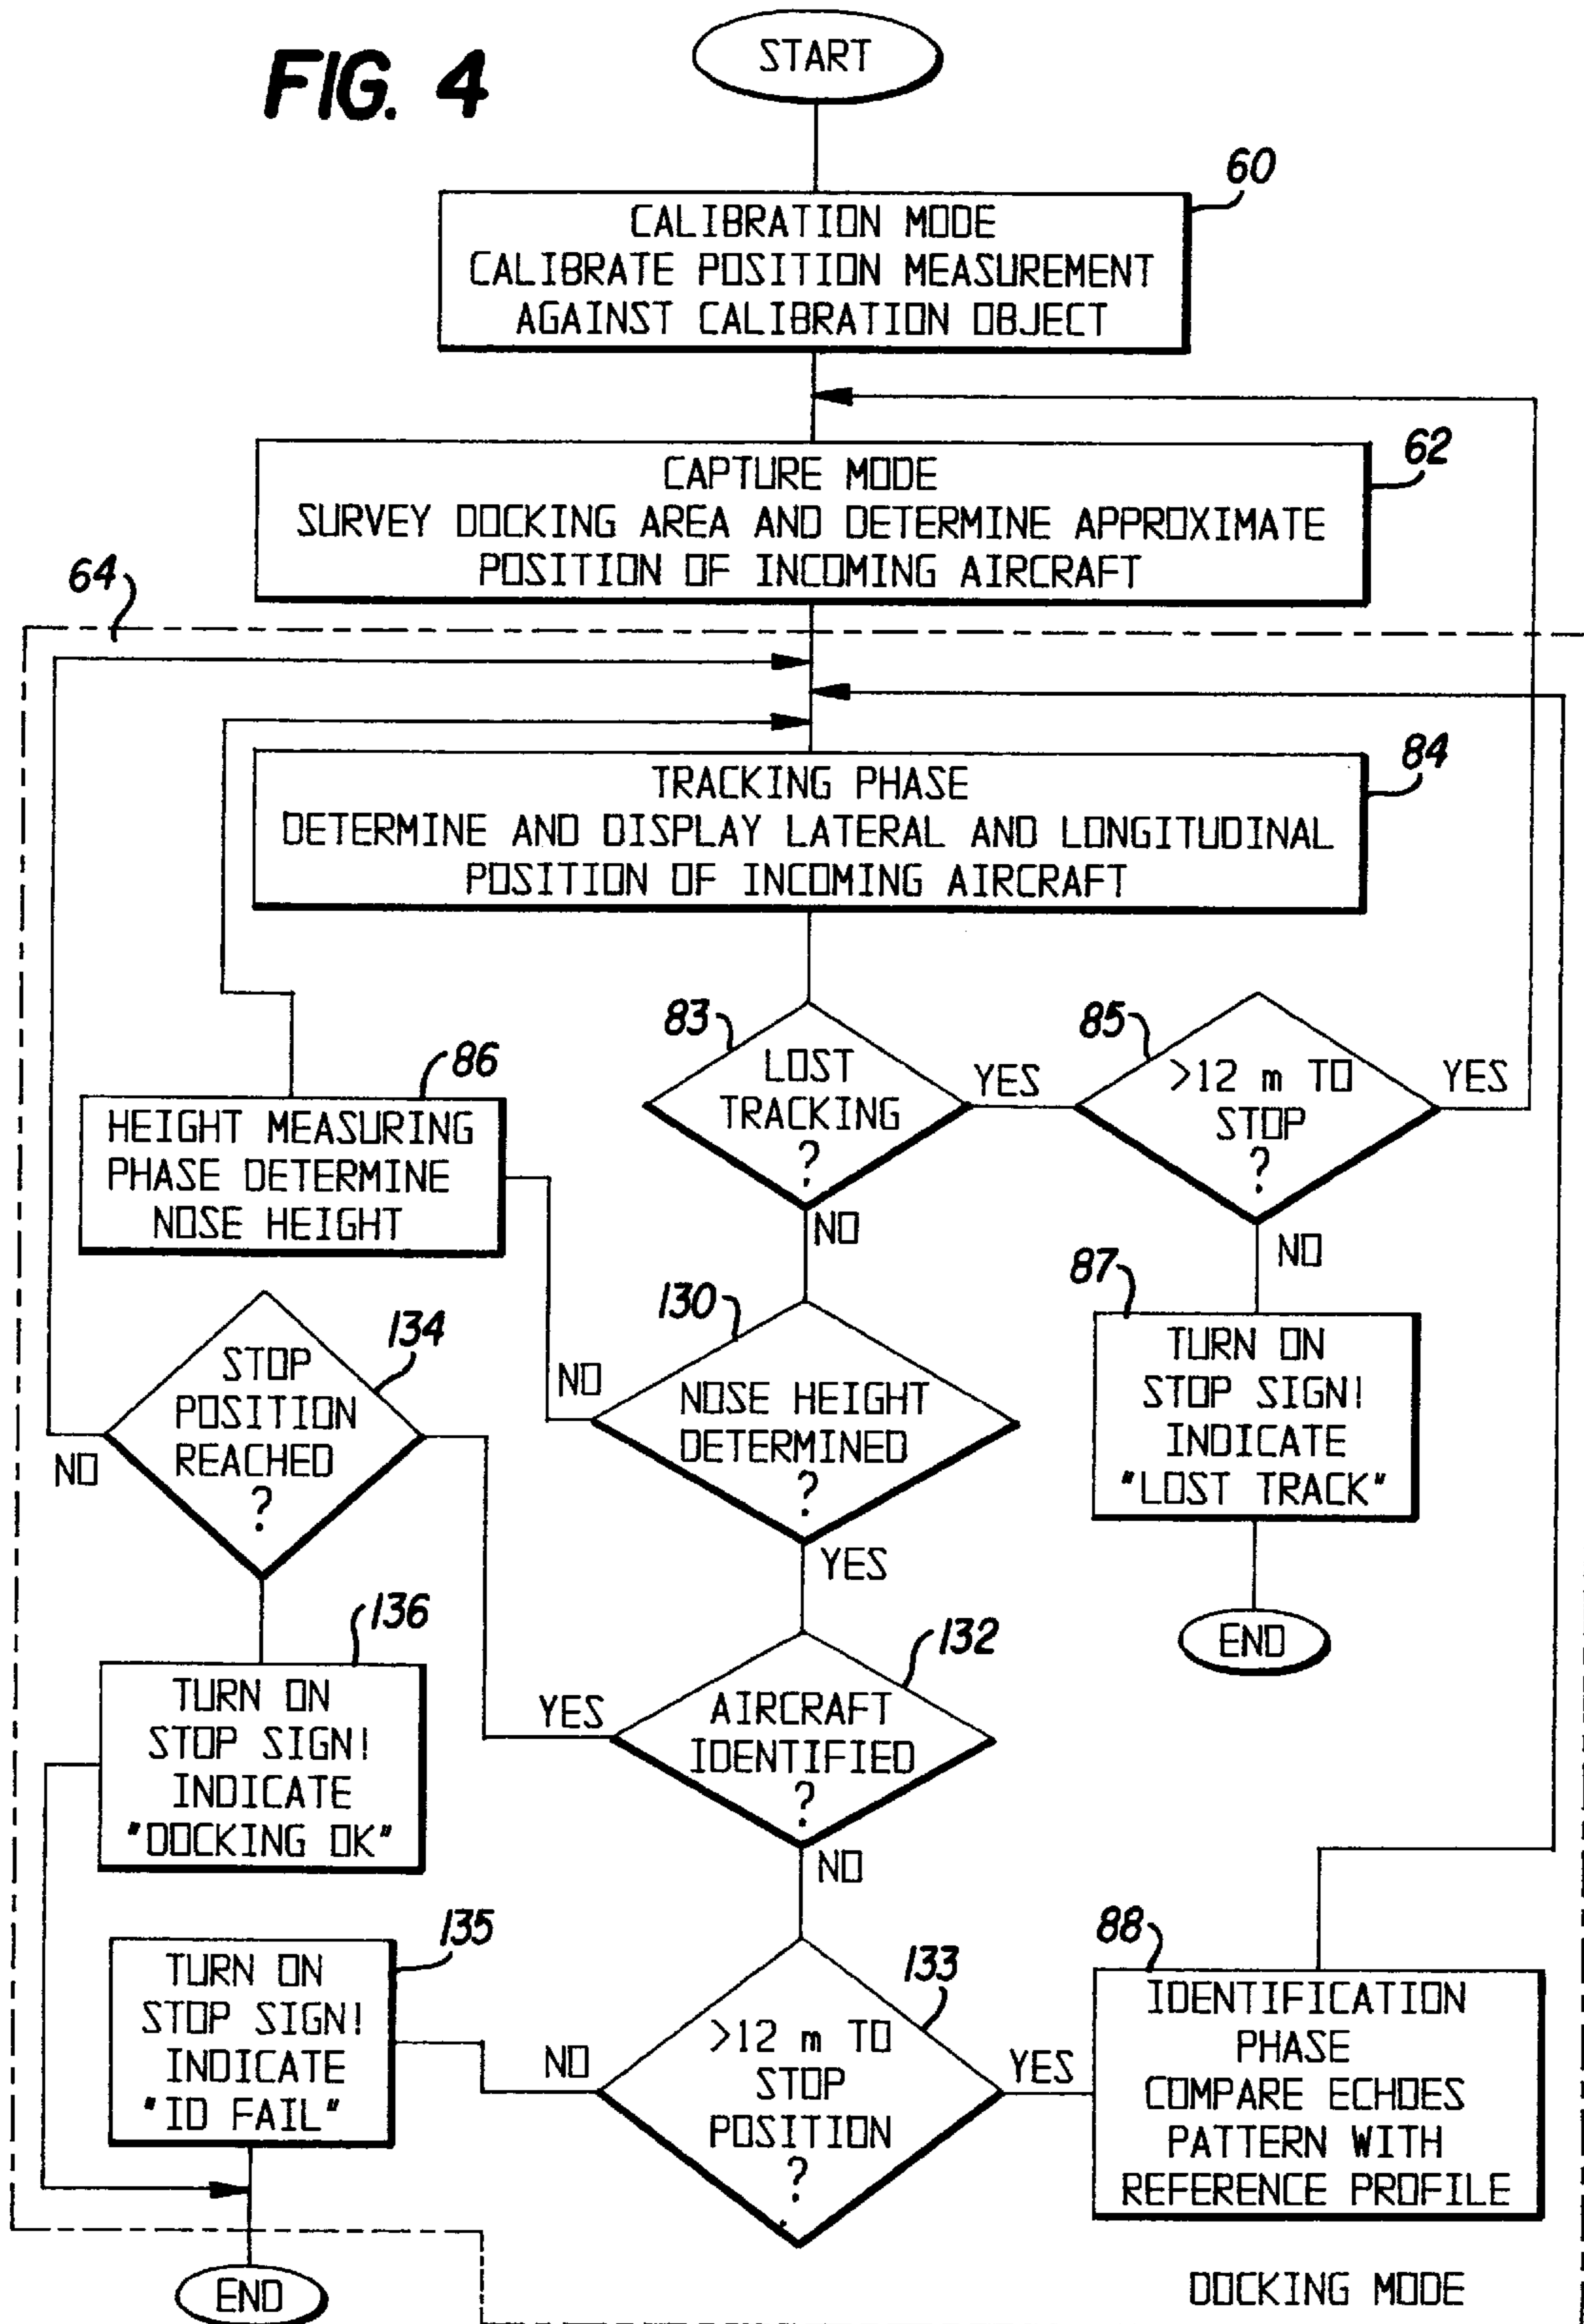 FIG. 4
START
60
CALIBRATION MODE
CALIBRATE POSITION MEASUREMENT
AGAINST CALIBRATION OBJECT
62
CAPTURE MODE
SURVEY DOCKING AREA AND DETERMINE APPROXIMATE
POSITION OF INCOMING AIRCRAFT
64
84
TRACKING PHASE
DETERMINE AND DISPLAY LATERAL AND LONGITUDINAL
POSITION OF INCOMING AIRCRAFT
83
LOST
TRACKING
?
YES
NO
85
>12 m TO
STOP
?
YES
NO
86
HEIGHT MEASURING
PHASE DETERMINE
NOSE HEIGHT
87
TURN ON
STOP SIGN!
INDICATE
"LOST TRACK"
END
130
NOSE HEIGHT
DETERMINED
?
NO
YES
134
STOP
POSITION
REACHED
?
NO
136
TURN ON
STOP SIGN!
INDICATE
"DOCKING OK"
132
AIRCRAFT
IDENTIFIED
?
YES
NO
135
TURN ON
STOP SIGN!
INDICATE
"ID FAIL"
133
>12 m TO
STOP
POSITION
?
NO
YES
88
IDENTIFICATION
PHASE
COMPARE ECHOES
PATTERN WITH
REFERENCE PROFILE
END
DOCKING MODE